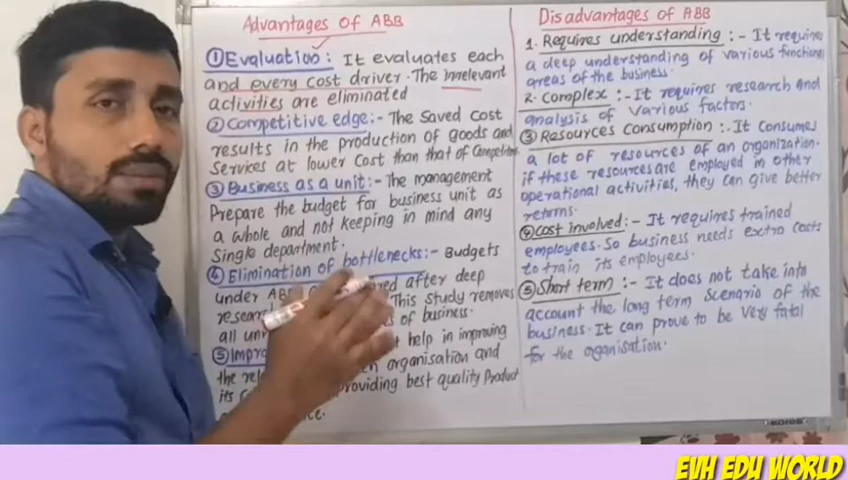 Advantages of ABB
① Evaluation : It evaluates each
and every cost driver. The irrelevant
activities are eliminated
② Competitive edge:- The Saved Cost
results in the production of goods and
Services at lower Cost than that of Competitors
③ Business as a unit:- The management
Prepare the budget for business unit as
a whole and not keeping in mind any
Single department.
④ Elimination of bottlenecks:- Budgets
under after deep
This study removes
all of business.
⑤ help in improving
the organisation and
its providing best quality Product
Disadvantages of ABB
1. Requires understanding :- It requires
a deep understanding of various functional
areas of the business.
2. Complex :- It requires research and
analysis of various factors.
③ Resources Consumption :- It Consumes
a lot of resources of an organization.
if these resources are employed in other
operational activities, they can give better
returns.
④ Cost involved :- It requires trained
employees. So business needs extra costs
to train its employees.
⑤ Short term :- It does not take into
account the long term Scenario of the
business. It can prove to be Very fatal
for the organisation.
EVH EDU WORLD